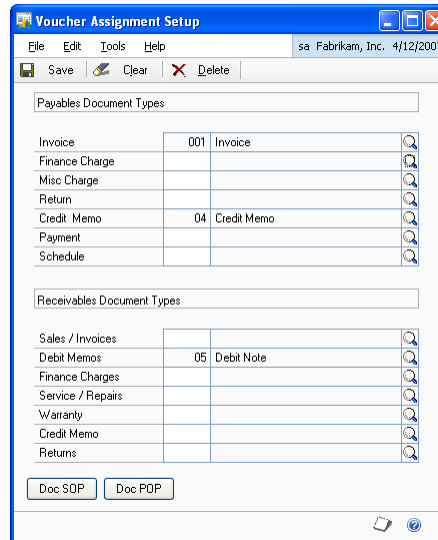 Voucher Assignment Setup
File Edit Tools Help sa Fabrikam, Inc. 4/12/200
Save Clear Delete
Payables Document Types
Invoice 001 Invoice
Finance Charge
Misc Charge
Return
Credit Memo 04 Credit Memo
Payment
Schedule
Receivables Document Types
Sales / Invoices
Debit Memos 05 Debit Note
Finance Charges
Service / Repairs
Warranty
Credit Memo
Returns
Doc SOP Doc POP